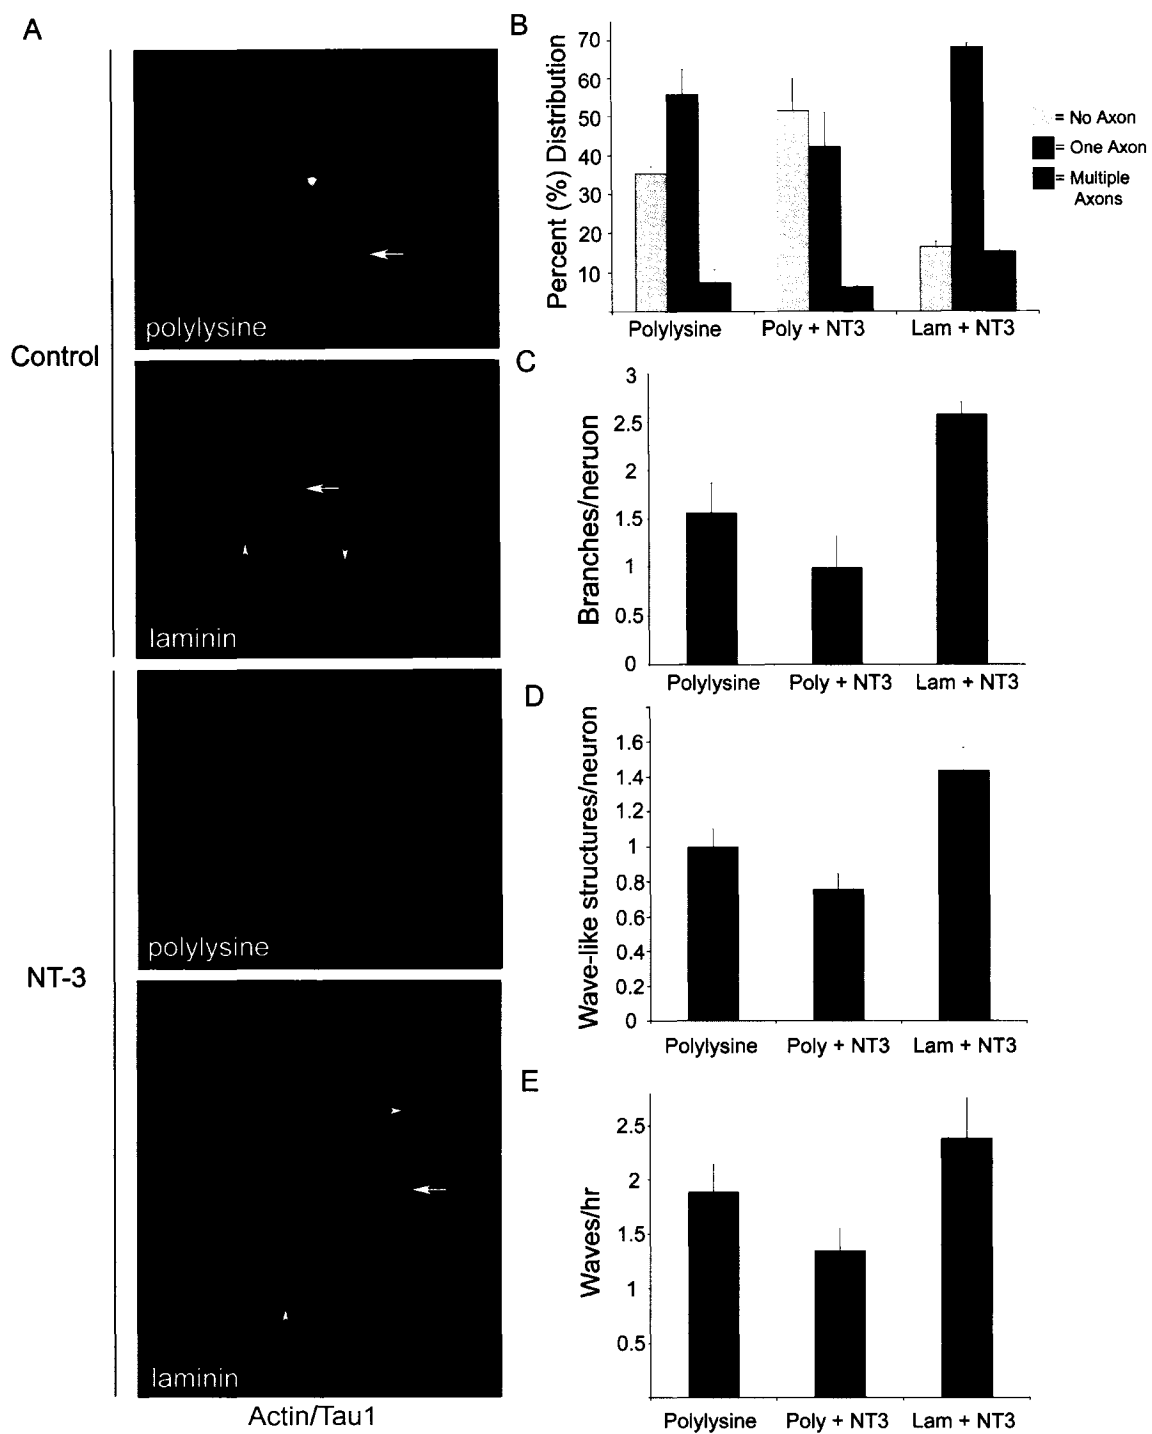 A
Control
polylysine
laminin
NT-3
polylysine
laminin
Actin/Tau1
B
Percent (%) Distribution
70
60
50
40
30
20
10
Polylysine
Poly + NT3
Lam + NT3
= No Axon
= One Axon
= Multiple
Axons
C
Branches/neruon
3
2.5
2
1.5
1
0.5
0
Polylysine
Poly + NT3
Lam + NT3
D
Wave-like structures/neuron
1.6
1.4
1.2
1
0.8
0.6
0.4
0.2
0
Polylysine
Poly + NT3
Lam + NT3
E
Waves/hr
2.5
2
1.5
1
0.5
Polylysine
Poly + NT3
Lam + NT3